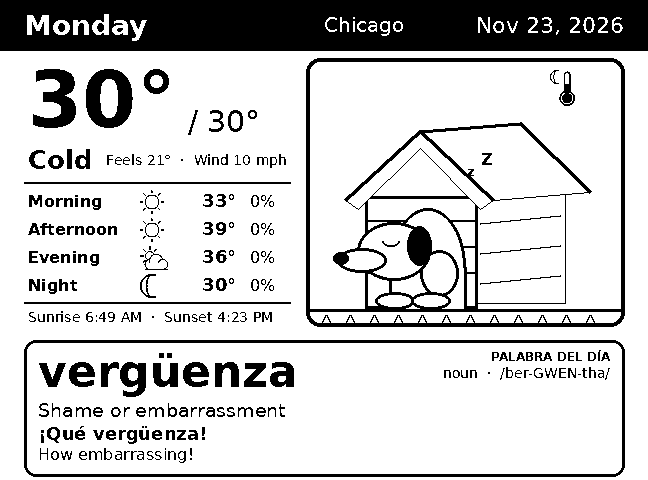 Monday Chicago Nov 23, 2026
30° / 30°
Cold Feels 21° · Wind 10 mph
Morning 33° 0%
Afternoon 39° 0%
Evening 36° 0%
Night 30° 0%
Sunrise 6:49 AM · Sunset 4:23 PM
Z
z
vergüenza
PALABRA DEL DÍA
noun · /ber-GWEN-tha/
Shame or embarrassment
¡Qué vergüenza!
How embarrassing!